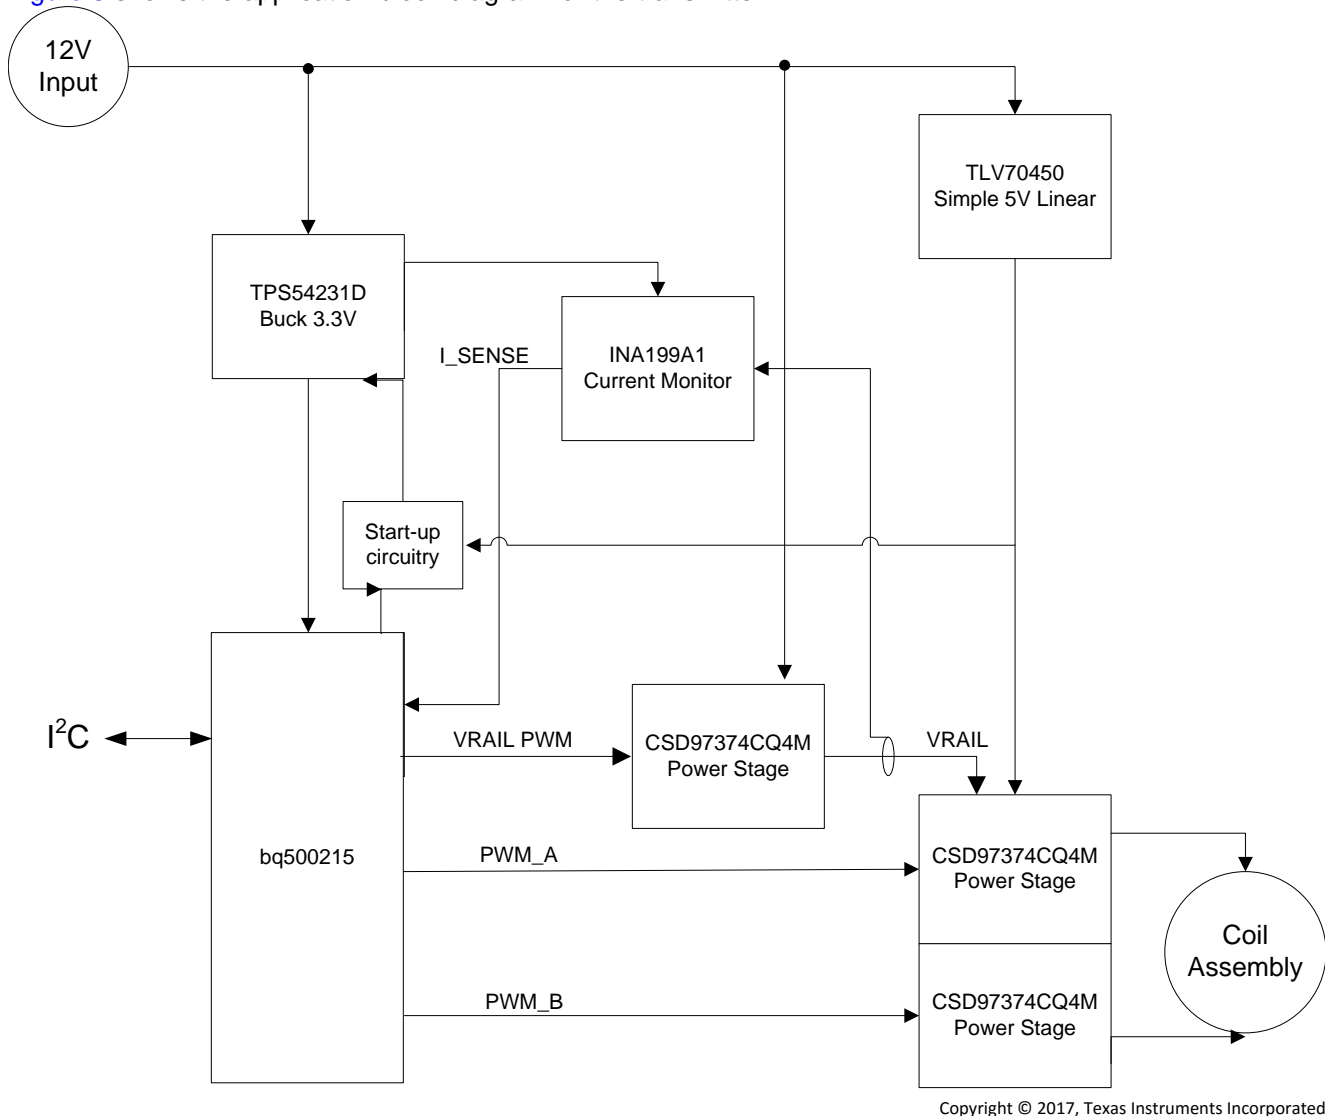 12V
Input
TLV70450
Simple 5V Linear
TPS54231D
Buck 3.3V
I_SENSE
INA199A1
Current Monitor
Start-up
circuitry
I²C
VRAIL PWM
CSD97374CQ4M
Power Stage
VRAIL
bq500215
PWM_A
CSD97374CQ4M
Power Stage
Coil
Assembly
PWM_B
CSD97374CQ4M
Power Stage
Copyright © 2017, Texas Instruments Incorporated